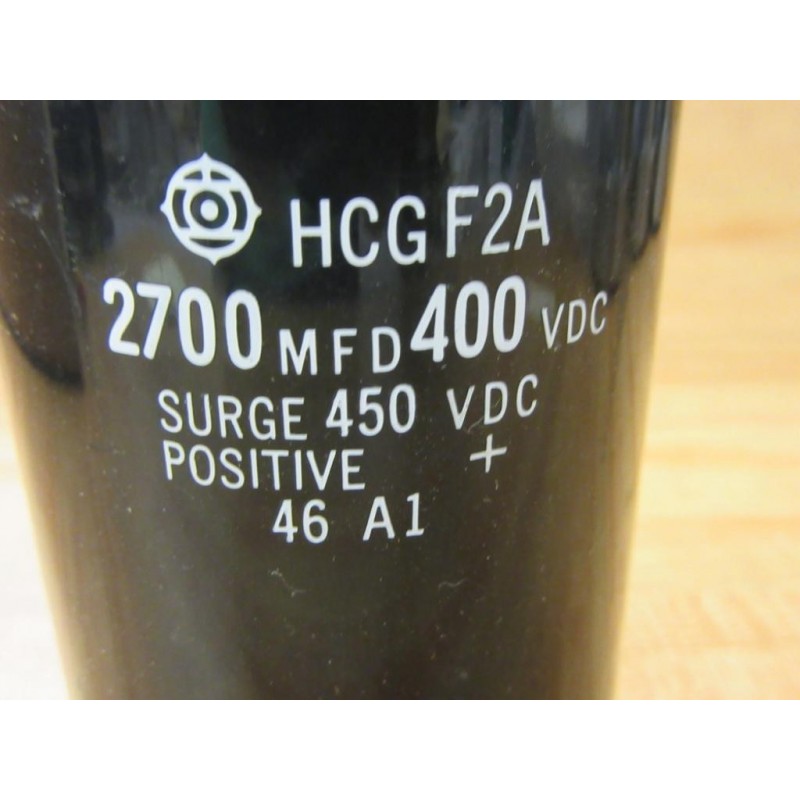 HCG F2A
2700 MFD 400 VDC
SURGE 450 VDC
POSITIVE +
46 A1